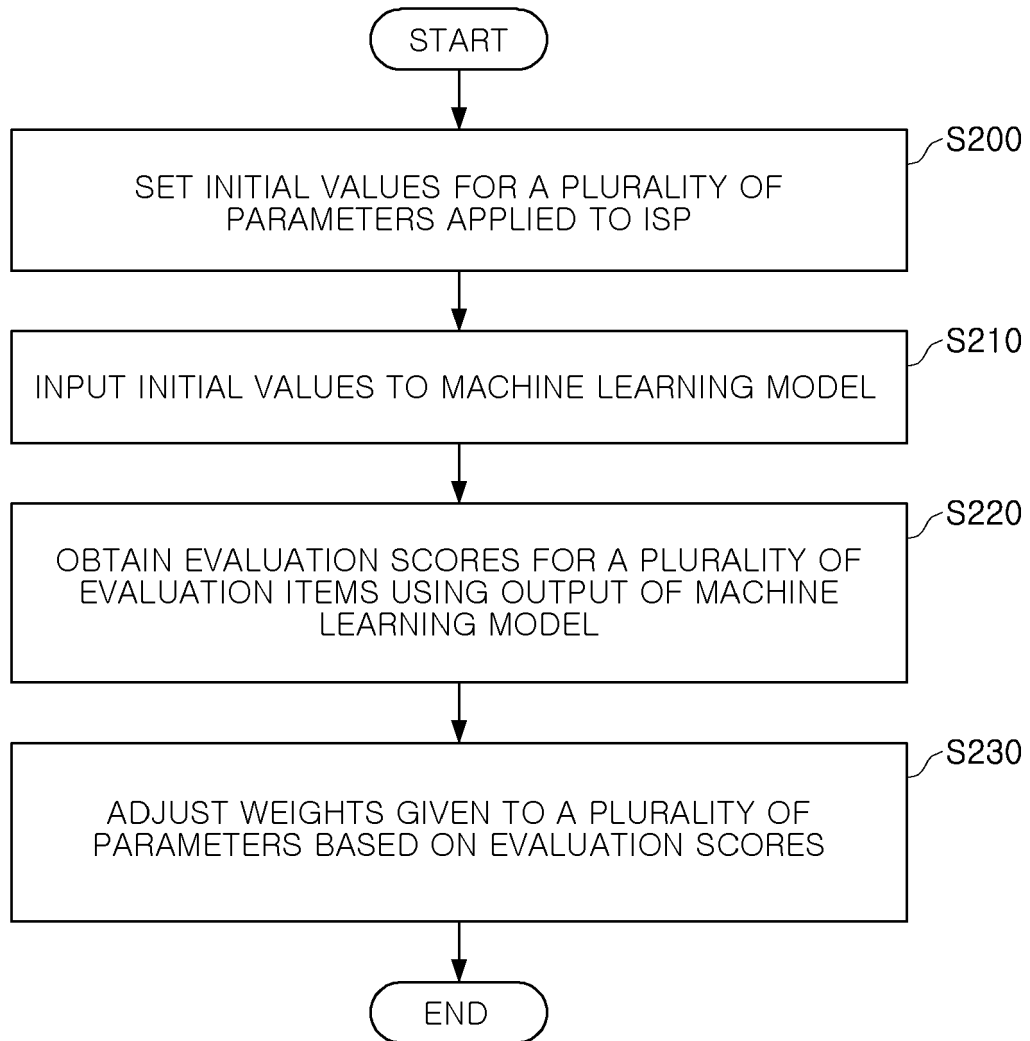 START
S200
SET INITIAL VALUES FOR A PLURALITY OF
PARAMETERS APPLIED TO ISP
S210
INPUT INITIAL VALUES TO MACHINE LEARNING MODEL
S220
OBTAIN EVALUATION SCORES FOR A PLURALITY OF
EVALUATION ITEMS USING OUTPUT OF MACHINE
LEARNING MODEL
S230
ADJUST WEIGHTS GIVEN TO A PLURALITY OF
PARAMETERS BASED ON EVALUATION SCORES
END